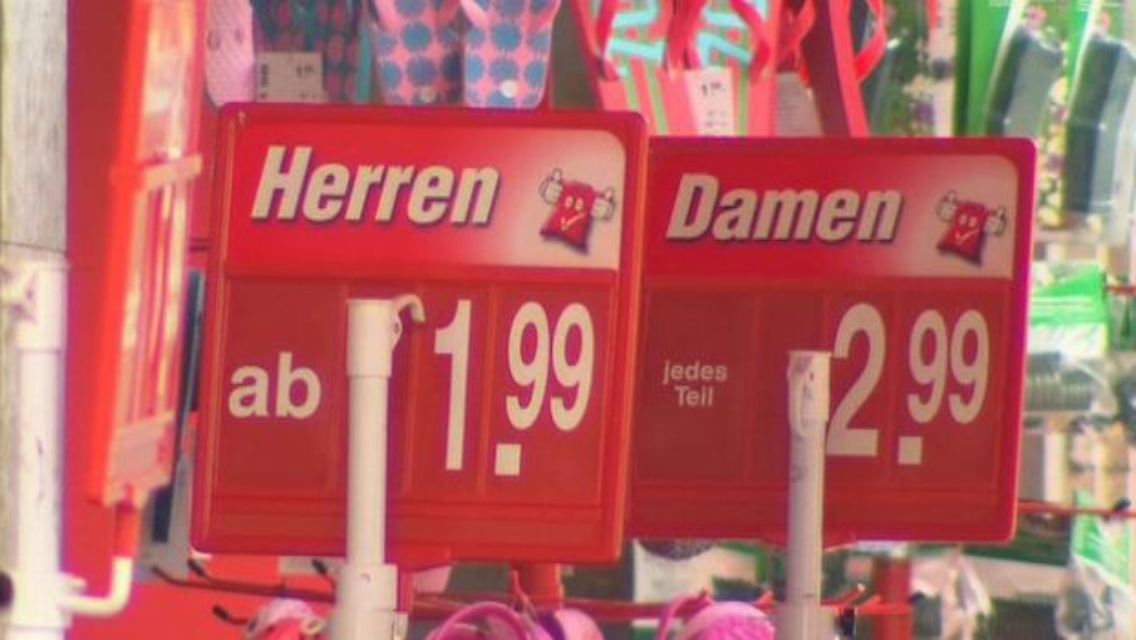 Herren
ab 1.99
Damen
jedes
Teil
2.99